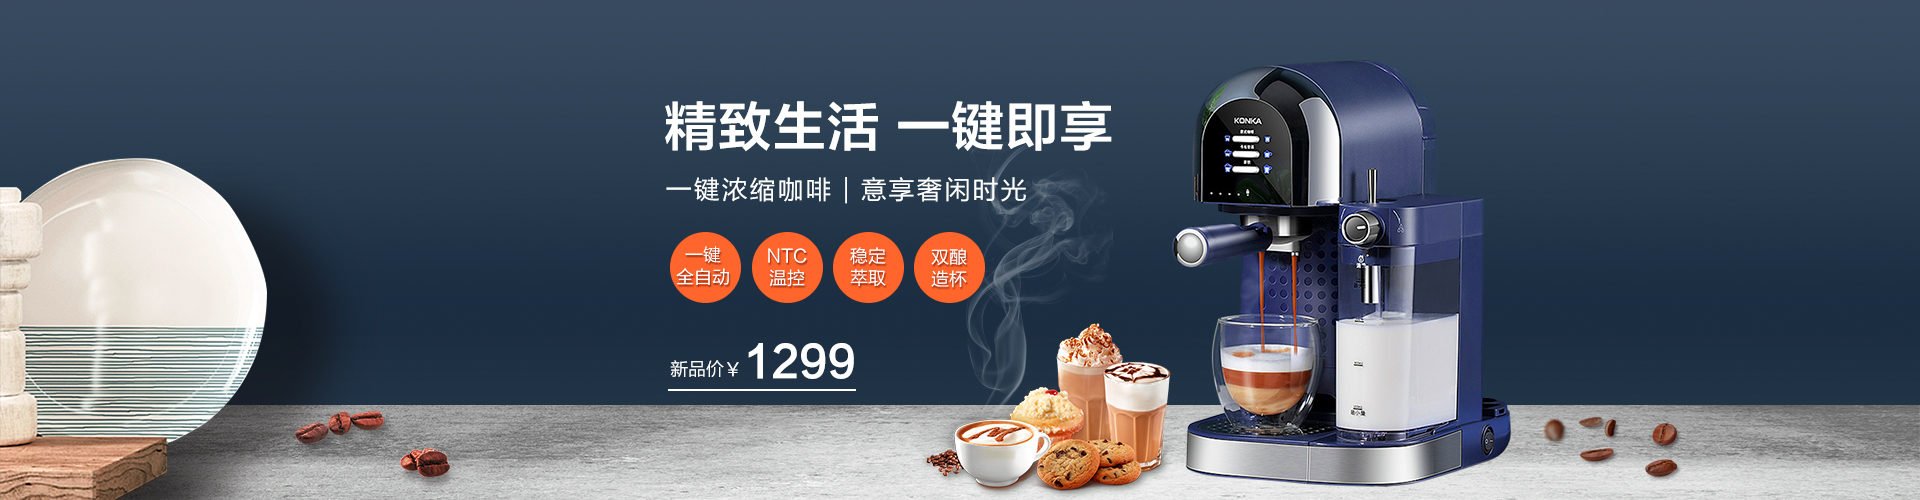 精致生活 一键即享
一键浓缩咖啡｜意享奢闲时光
一键
全自动
NTC
温控
稳定
萃取
双酿
造杯
新品价￥1299
KONKA